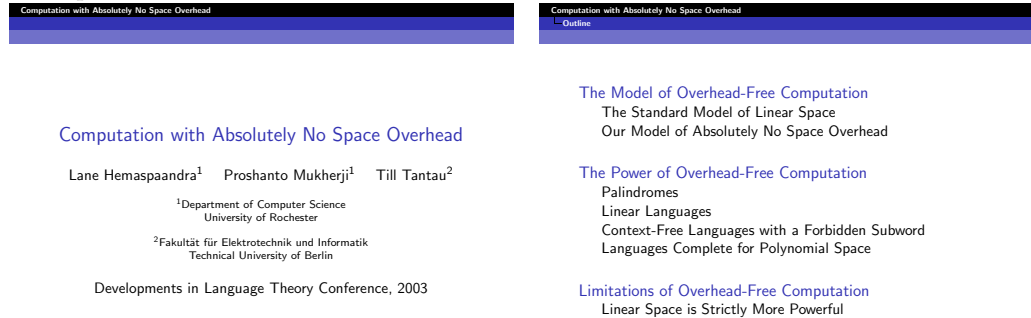 Computation with Absolutely No Space Overhead
Computation with Absolutely No Space Overhead
Lane Hemaspaandra1 Proshanto Mukherji1 Till Tantau2
1Department of Computer Science
University of Rochester
2Fakultät für Elektrotechnik und Informatik
Technical University of Berlin
Developments in Language Theory Conference, 2003
Computation with Absolutely No Space Overhead
Outline
The Model of Overhead-Free Computation
The Standard Model of Linear Space
Our Model of Absolutely No Space Overhead
The Power of Overhead-Free Computation
Palindromes
Linear Languages
Context-Free Languages with a Forbidden Subword
Languages Complete for Polynomial Space
Limitations of Overhead-Free Computation
Linear Space is Strictly More Powerful